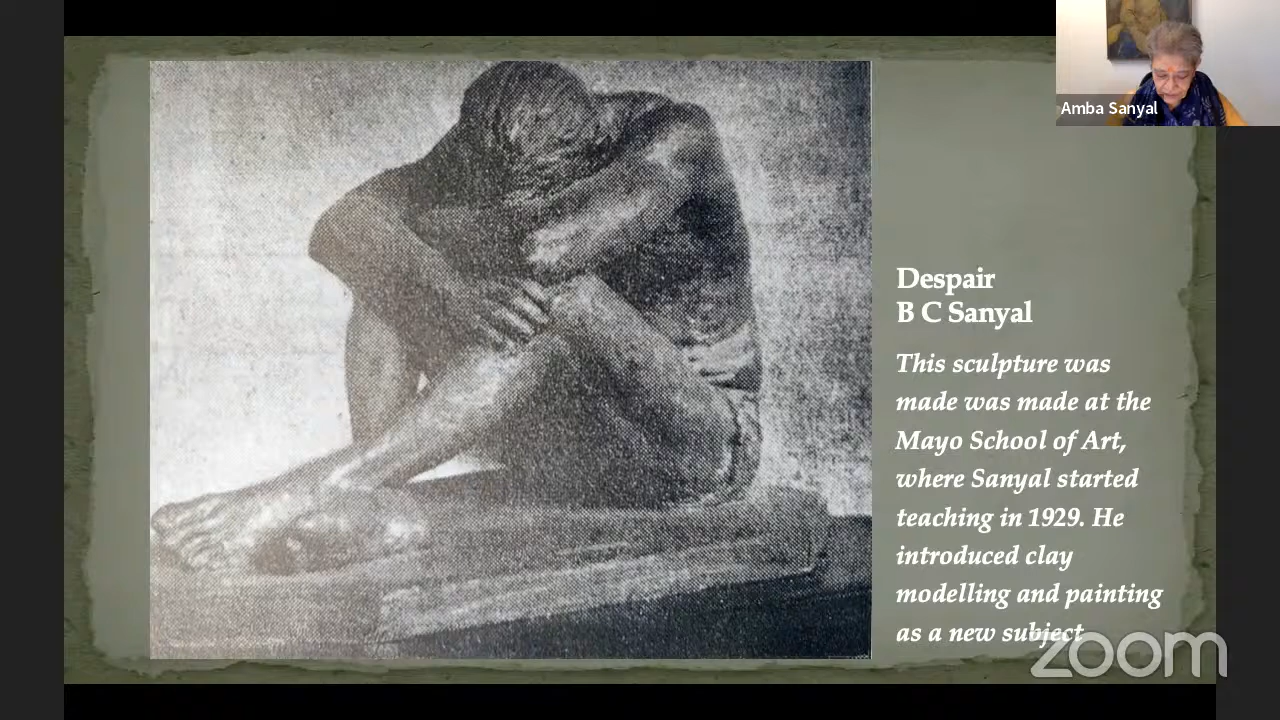 Amba Sanyal
Despair
B C Sanyal
This sculpture was
made was made at the
Mayo School of Art,
where Sanyal started
teaching in 1929. He
introduced clay
modelling and painting
as a new subject
zoom